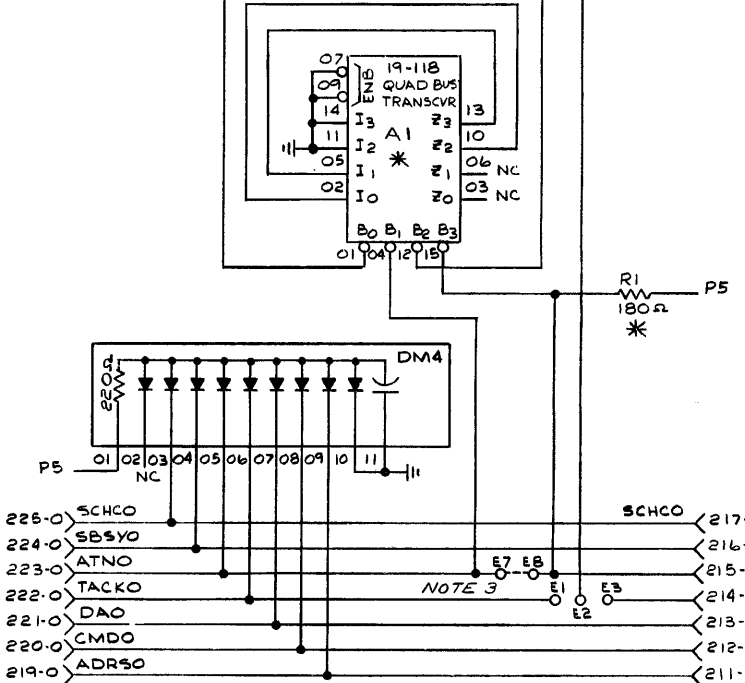 07
19-118
09
ENB
QUAD BUS
TRANSCVR
14 I3 Z3 13
11 I2 A1 Z2 10
*
05 I1 Z1 06 NC
02 I0 Z0 03 NC
B0 B1 B2 B3
01 04 12 15
R1
P5
180Ω
*
DM4
220Ω
01 02 03 04 05 06 07 08 09 10 11
P5
NC
225-0 SCHCO SCHCO 217-
224-0 SBSYO 216-
223-0 ATNO E7 E8 215-
222-0 TACKO NOTE 3 E1 E2 E3 214-
221-0 DAO 213-
220-0 CMDO 212-
219-0 ADRSO 211-